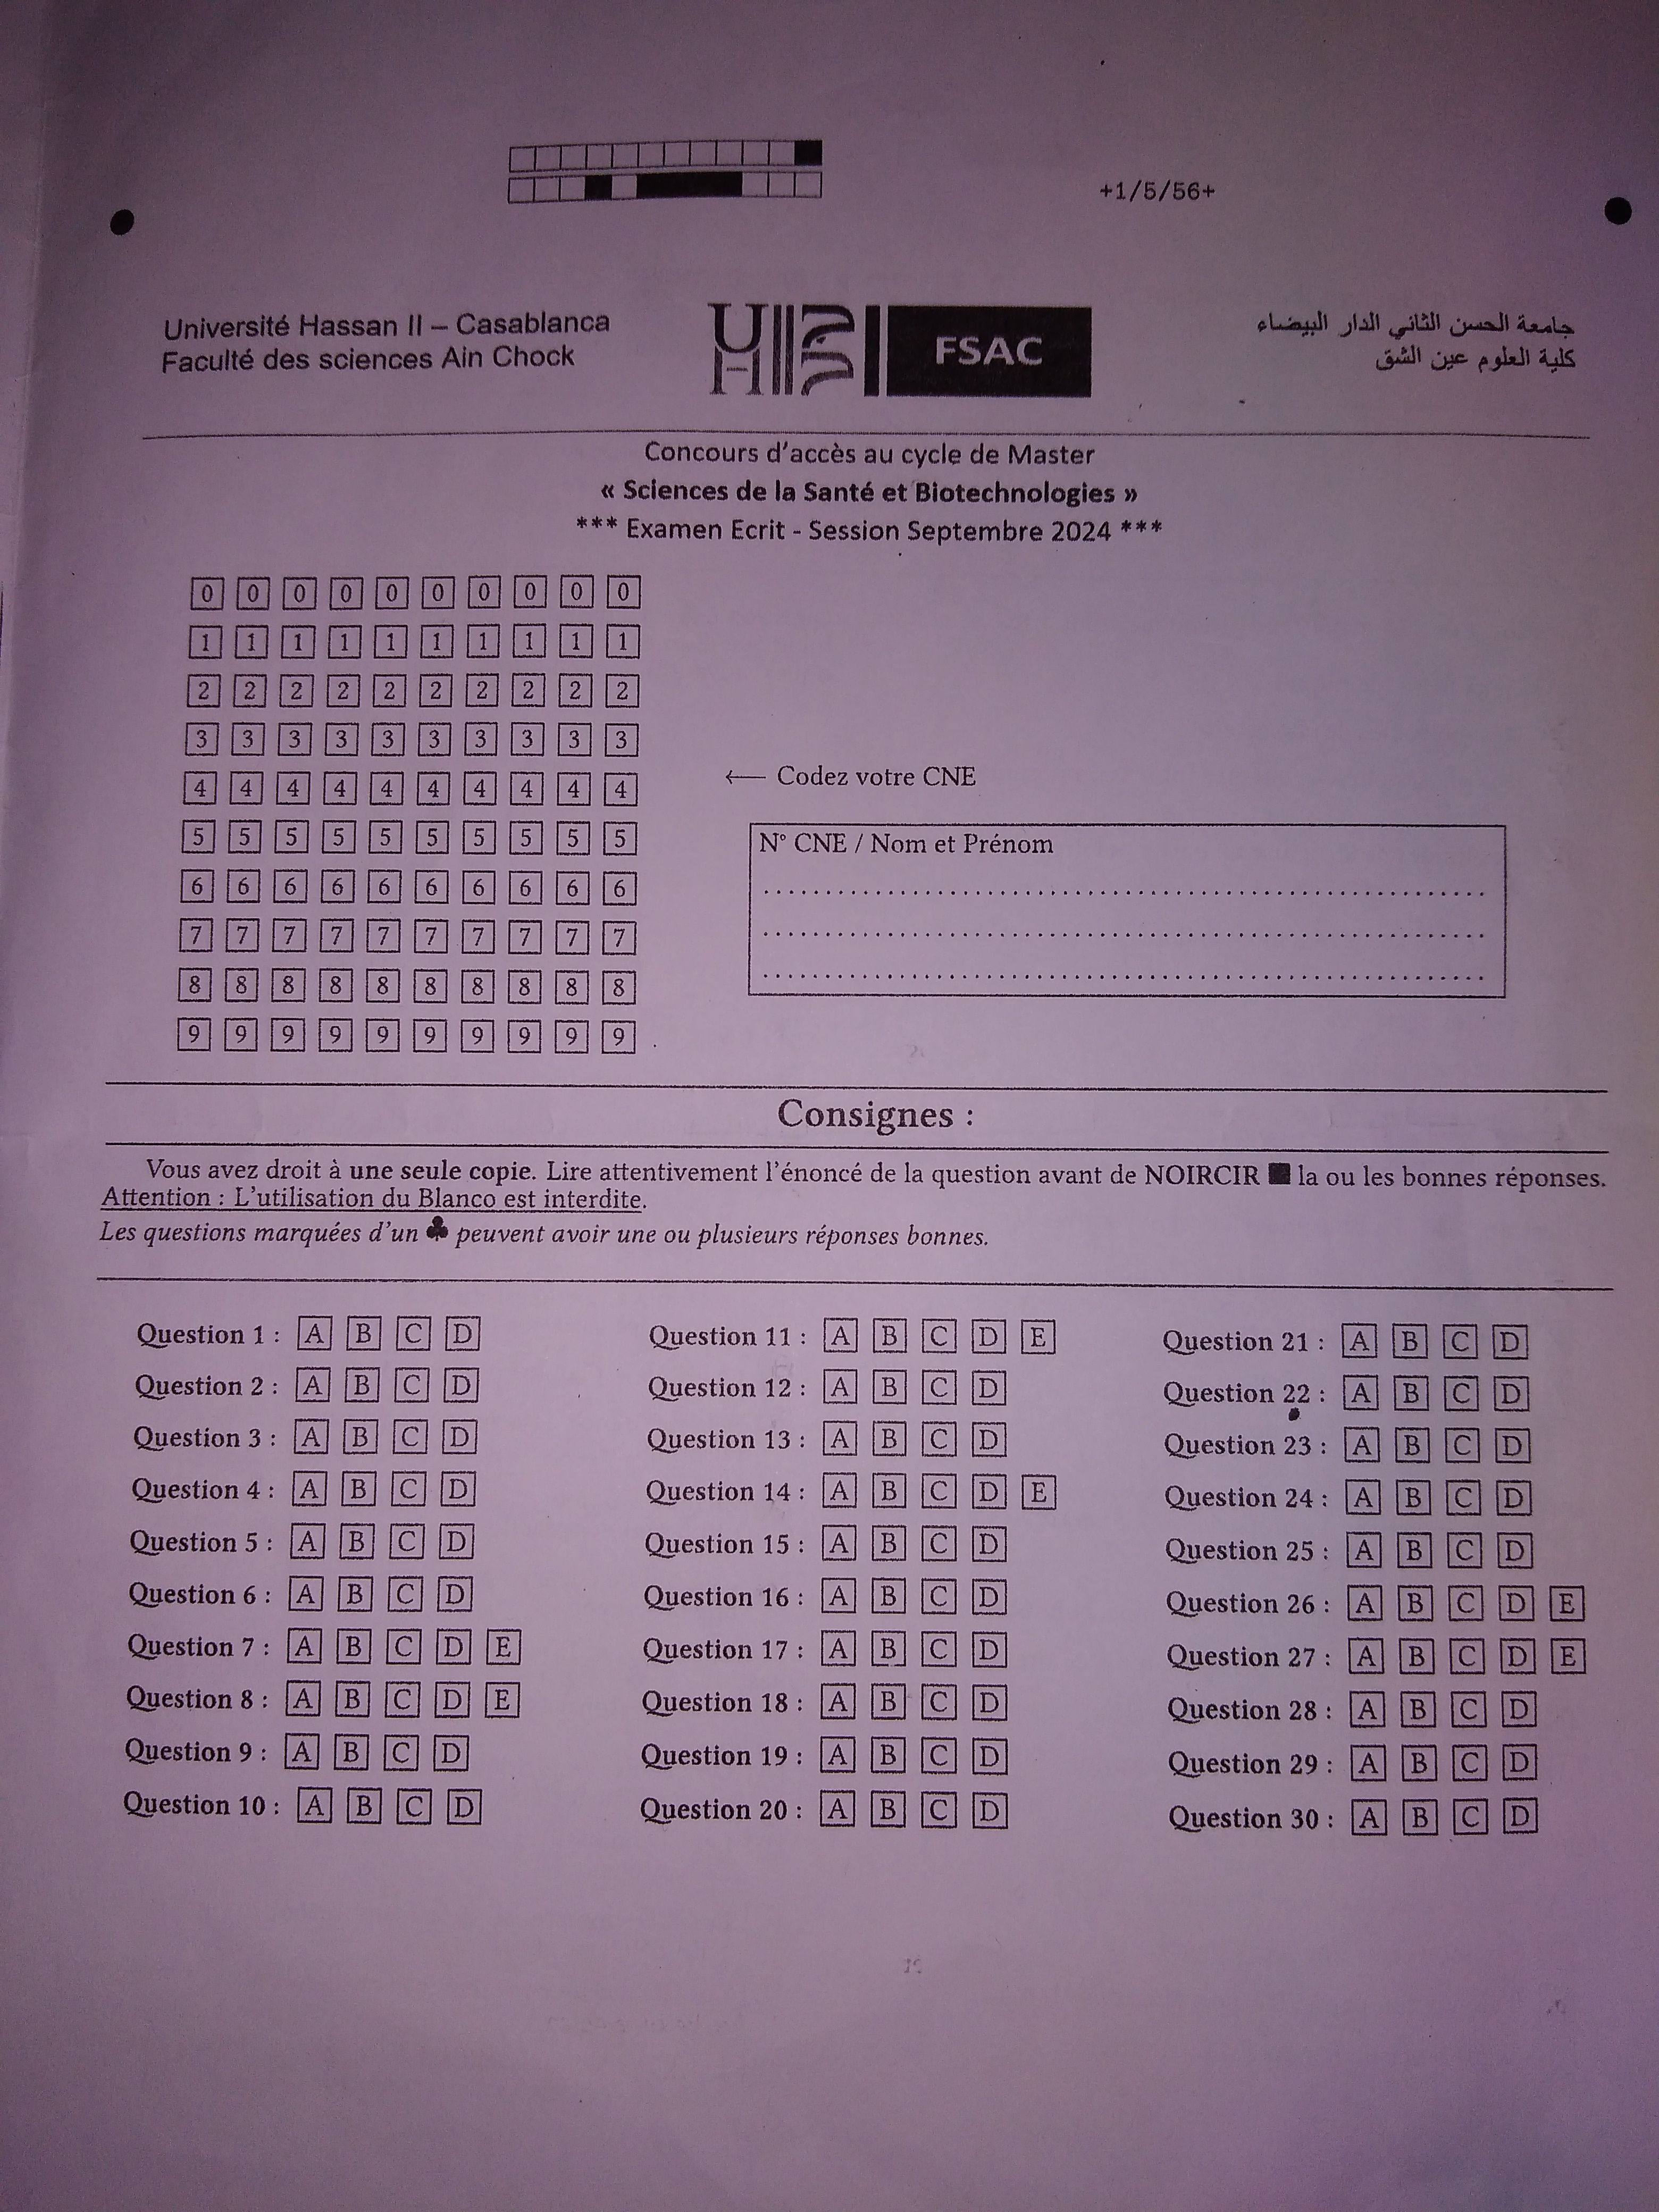 +1/5/56+
Université Hassan II – Casablanca
Faculté des sciences Ain Chock
UH2C
FSAC
جامعة الحسن الثاني الدار البيضاء
كلية العلوم عين الشق
Concours d'accès au cycle de Master
« Sciences de la Santé et Biotechnologies »
*** Examen Ecrit - Session Septembre 2024 ***
0 0 0 0 0 0 0 0 0 0
1 1 1 1 1 1 1 1 1 1
2 2 2 2 2 2 2 2 2 2
3 3 3 3 3 3 3 3 3 3
4 4 4 4 4 4 4 4 4 4
5 5 5 5 5 5 5 5 5 5
6 6 6 6 6 6 6 6 6 6
7 7 7 7 7 7 7 7 7 7
8 8 8 8 8 8 8 8 8 8
9 9 9 9 9 9 9 9 9 9
← Codez votre CNE
N° CNE / Nom et Prénom
Consignes :
Vous avez droit à une seule copie. Lire attentivement l'énoncé de la question avant de NOIRCIR ■ la ou les bonnes réponses.
Attention : L'utilisation du Blanco est interdite.
Les questions marquées d'un ♣ peuvent avoir une ou plusieurs réponses bonnes.
Question 1 : A B C D
Question 2 : A B C D
Question 3 : A B C D
Question 4 : A B C D
Question 5 : A B C D
Question 6 : A B C D
Question 7 : A B C D E
Question 8 : A B C D E
Question 9 : A B C D
Question 10 : A B C D
Question 11 : A B C D E
Question 12 : A B C D
Question 13 : A B C D
Question 14 : A B C D E
Question 15 : A B C D
Question 16 : A B C D
Question 17 : A B C D
Question 18 : A B C D
Question 19 : A B C D
Question 20 : A B C D
Question 21 : A B C D
Question 22 : A B C D
Question 23 : A B C D
Question 24 : A B C D
Question 25 : A B C D
Question 26 : A B C D E
Question 27 : A B C D E
Question 28 : A B C D
Question 29 : A B C D
Question 30 : A B C D